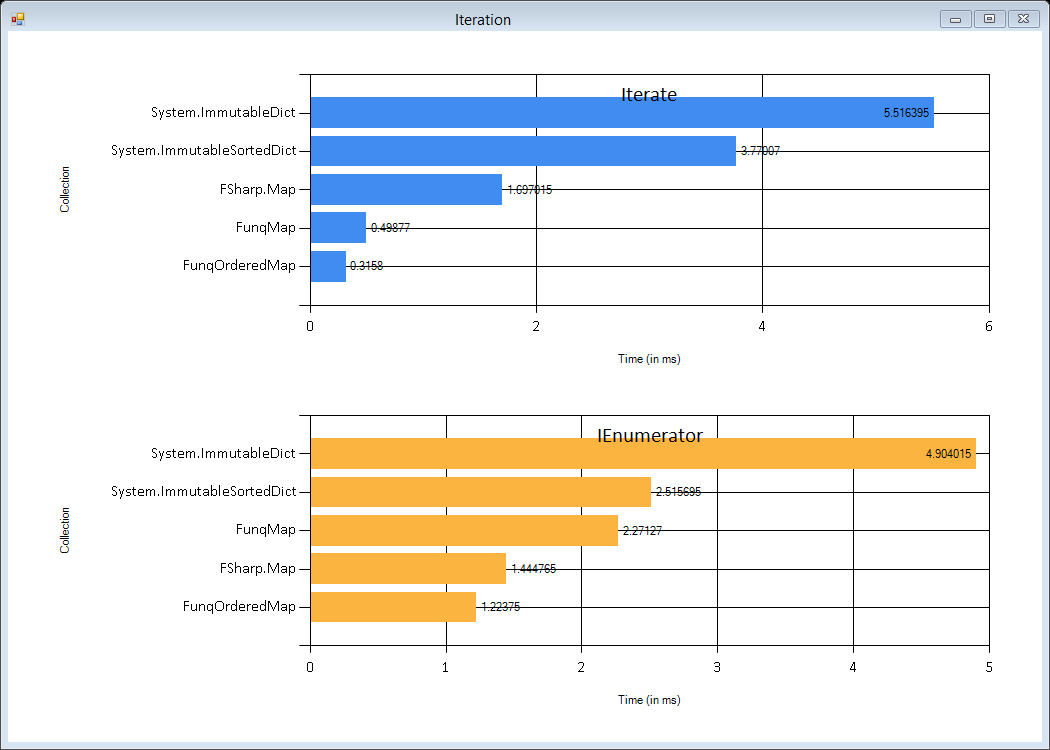 Iteration
Iterate
Collection
System.ImmutableDict
5.516395
System.ImmutableSortedDict
3.77007
FSharp.Map
1.697015
FunqMap
0.49877
FunqOrderedMap
0.3158
0 2 4 6
Time (in ms)
IEnumerator
Collection
System.ImmutableDict
4.904015
System.ImmutableSortedDict
2.515695
FunqMap
2.27127
FSharp.Map
1.444765
FunqOrderedMap
1.22375
0 1 2 3 4 5
Time (in ms)